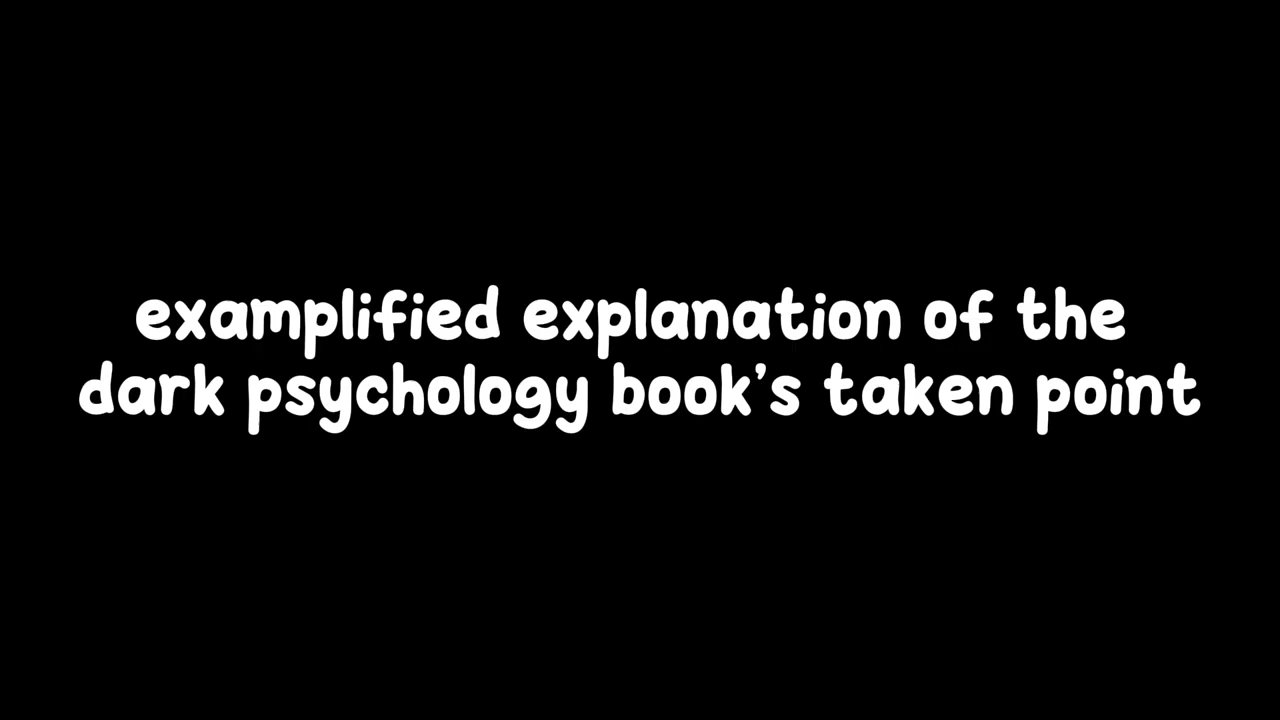 examplified explanation of the
dark psychology book's taken point